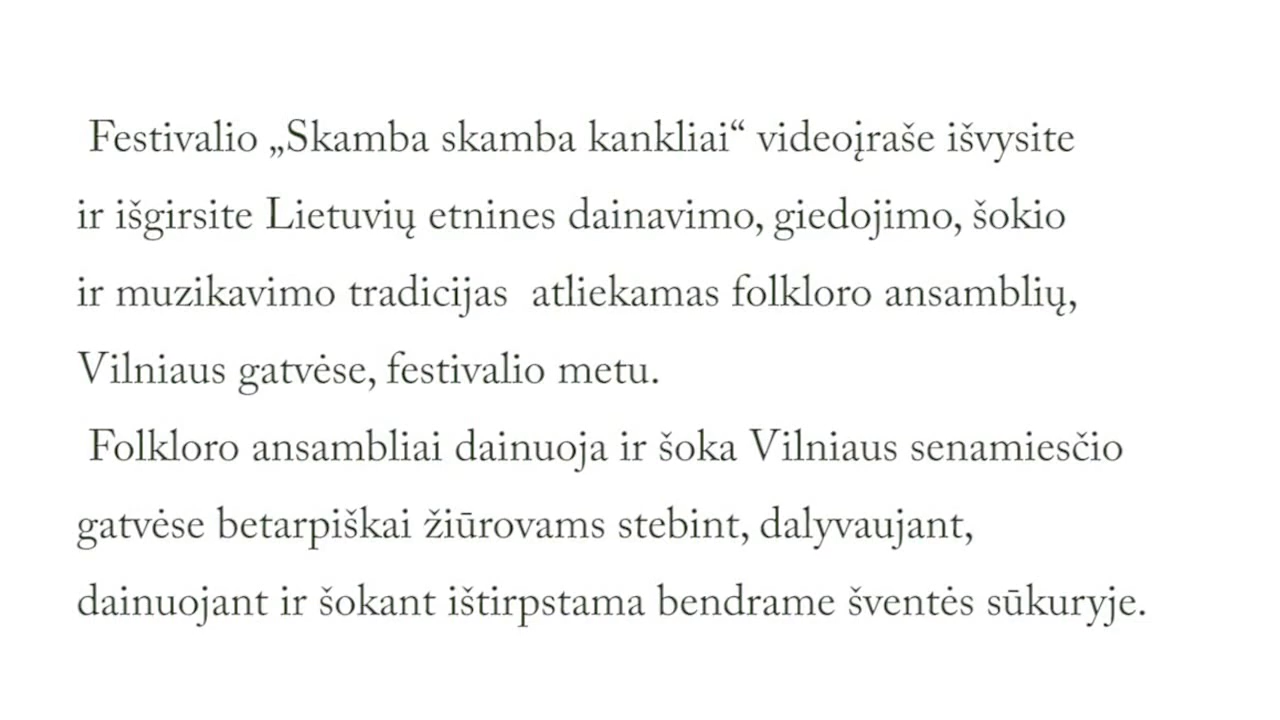 Festivalio „Skamba skamba kankliai“ videoįraše išvysite
ir išgirsite Lietuvių etnines dainavimo, giedojimo, šokio
ir muzikavimo tradicijas  atliekamas folkloro ansamblių,
Vilniaus gatvėse, festivalio metu.
Folkloro ansambliai dainuoja ir šoka Vilniaus senamiesčio
gatvėse betarpiškai žiūrovams stebint, dalyvaujant,
dainuojant ir šokant ištirpstama bendrame šventės sūkuryje.